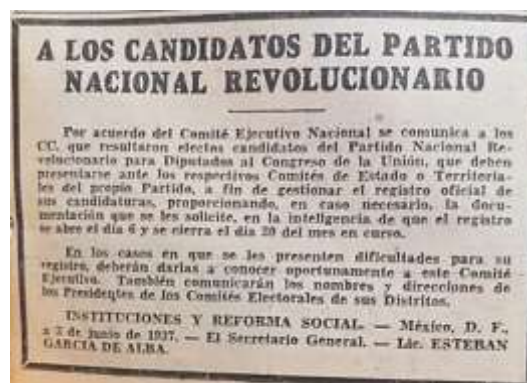 A LOS CANDIDATOS DEL PARTIDO
NACIONAL REVOLUCIONARIO
Por acuerdo del Comité Ejecutivo Nacional se comunica a los
CC. que resultaron electos candidatos del Partido Nacional Re-
volucionario para Diputados al Congreso de la Unión, que deben
presentarse ante los respectivos Comités de Estado o Territoria-
les del propio Partido, a fin de gestionar el registro oficial de
sus candidaturas, proporcionando, en caso necesario, la docu-
mentación que se les solicite, en la inteligencia de que el registro
se abre el día 6 y se cierra el día 20 del mes en curso.
En los casos en que se les presenten dificultades para su
registro, deberán darlas a conocer oportunamente a este Comité
Ejecutivo. También comunicarán los nombres y direcciones de
los Presidentes de los Comités Electorales de sus Distritos.
INSTITUCIONES Y REFORMA SOCIAL. — México, D. F.,
a de junio de 1937. — El Secretario General. — Lic. ESTEBAN
GARCIA DE ALBA.